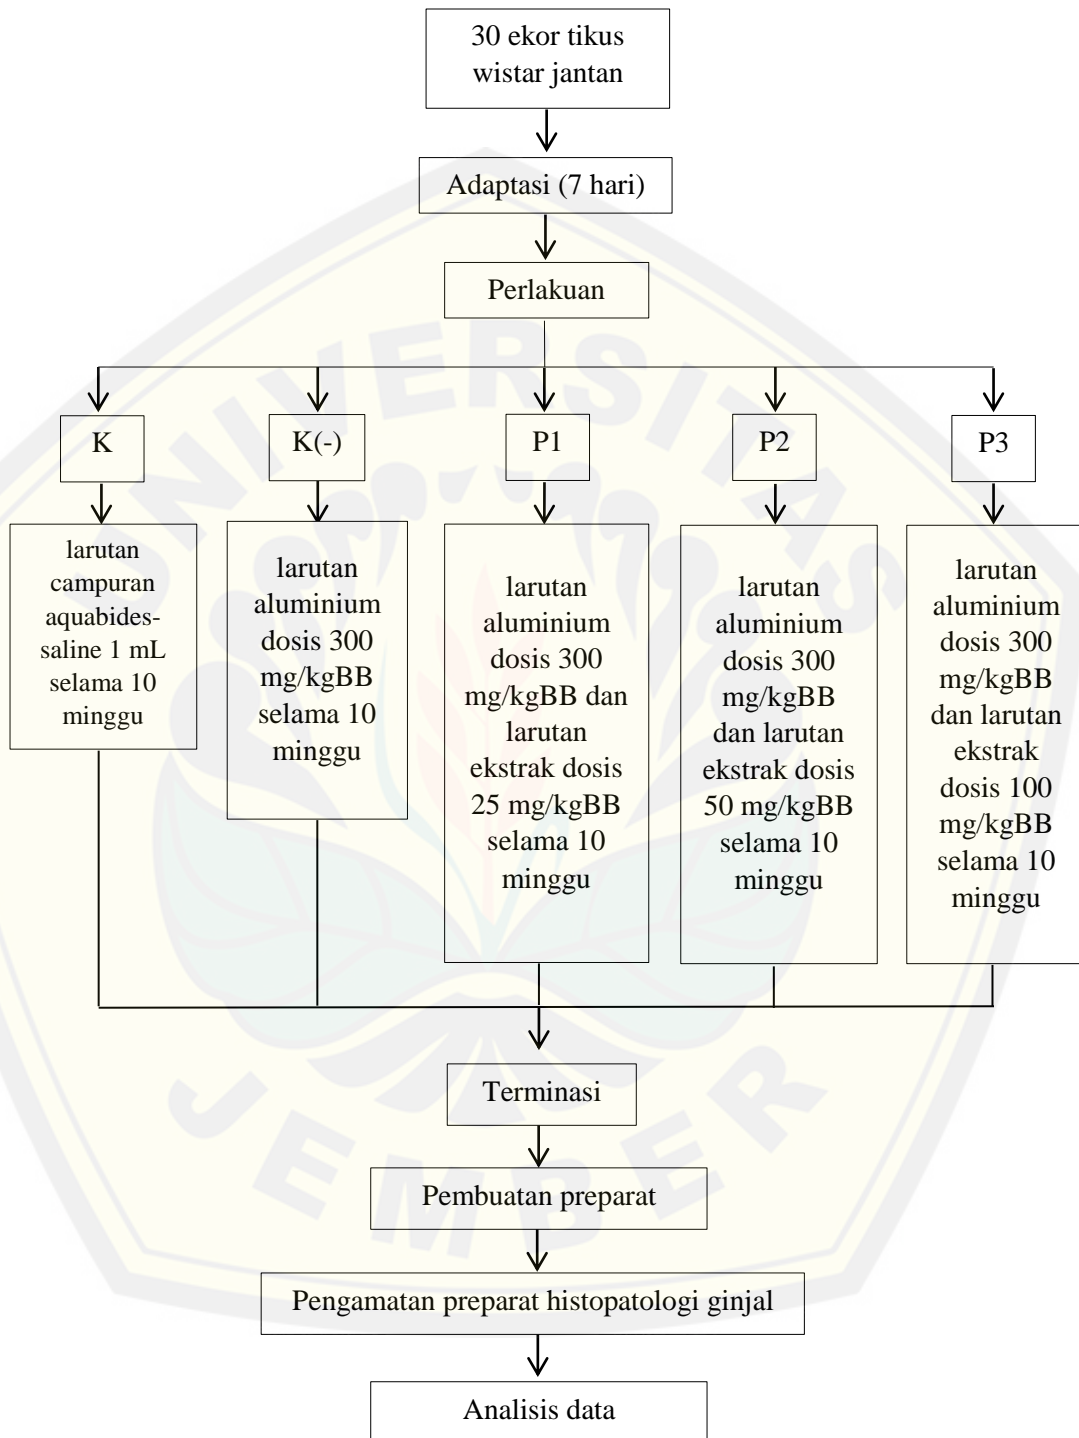 30 ekor tikus
wistar jantan
Adaptasi (7 hari)
Perlakuan
K
K(-)
P1
P2
P3
larutan
campuran
aquabides-
saline 1 mL
selama 10
minggu
larutan
aluminium
dosis 300
mg/kgBB
selama 10
minggu
larutan
aluminium
dosis 300
mg/kgBB dan
larutan
ekstrak dosis
25 mg/kgBB
selama 10
minggu
larutan
aluminium
dosis 300
mg/kgBB
dan larutan
ekstrak dosis
50 mg/kgBB
selama 10
minggu
larutan
aluminium
dosis 300
mg/kgBB
dan larutan
ekstrak
dosis 100
mg/kgBB
selama 10
minggu
Terminasi
Pembuatan preparat
Pengamatan preparat histopatologi ginjal
Analisis data
UNIVERSITAS
JEMBER